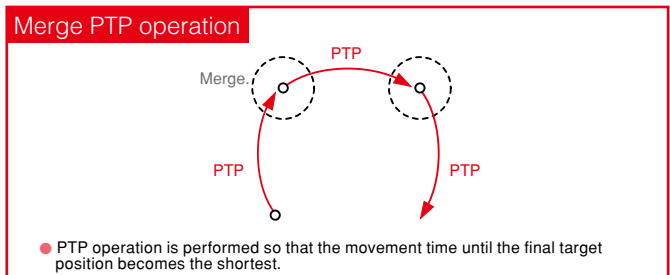 Merge PTP operation
PTP
Merge.
PTP
PTP
PTP operation is performed so that the movement time until the final target
position becomes the shortest.